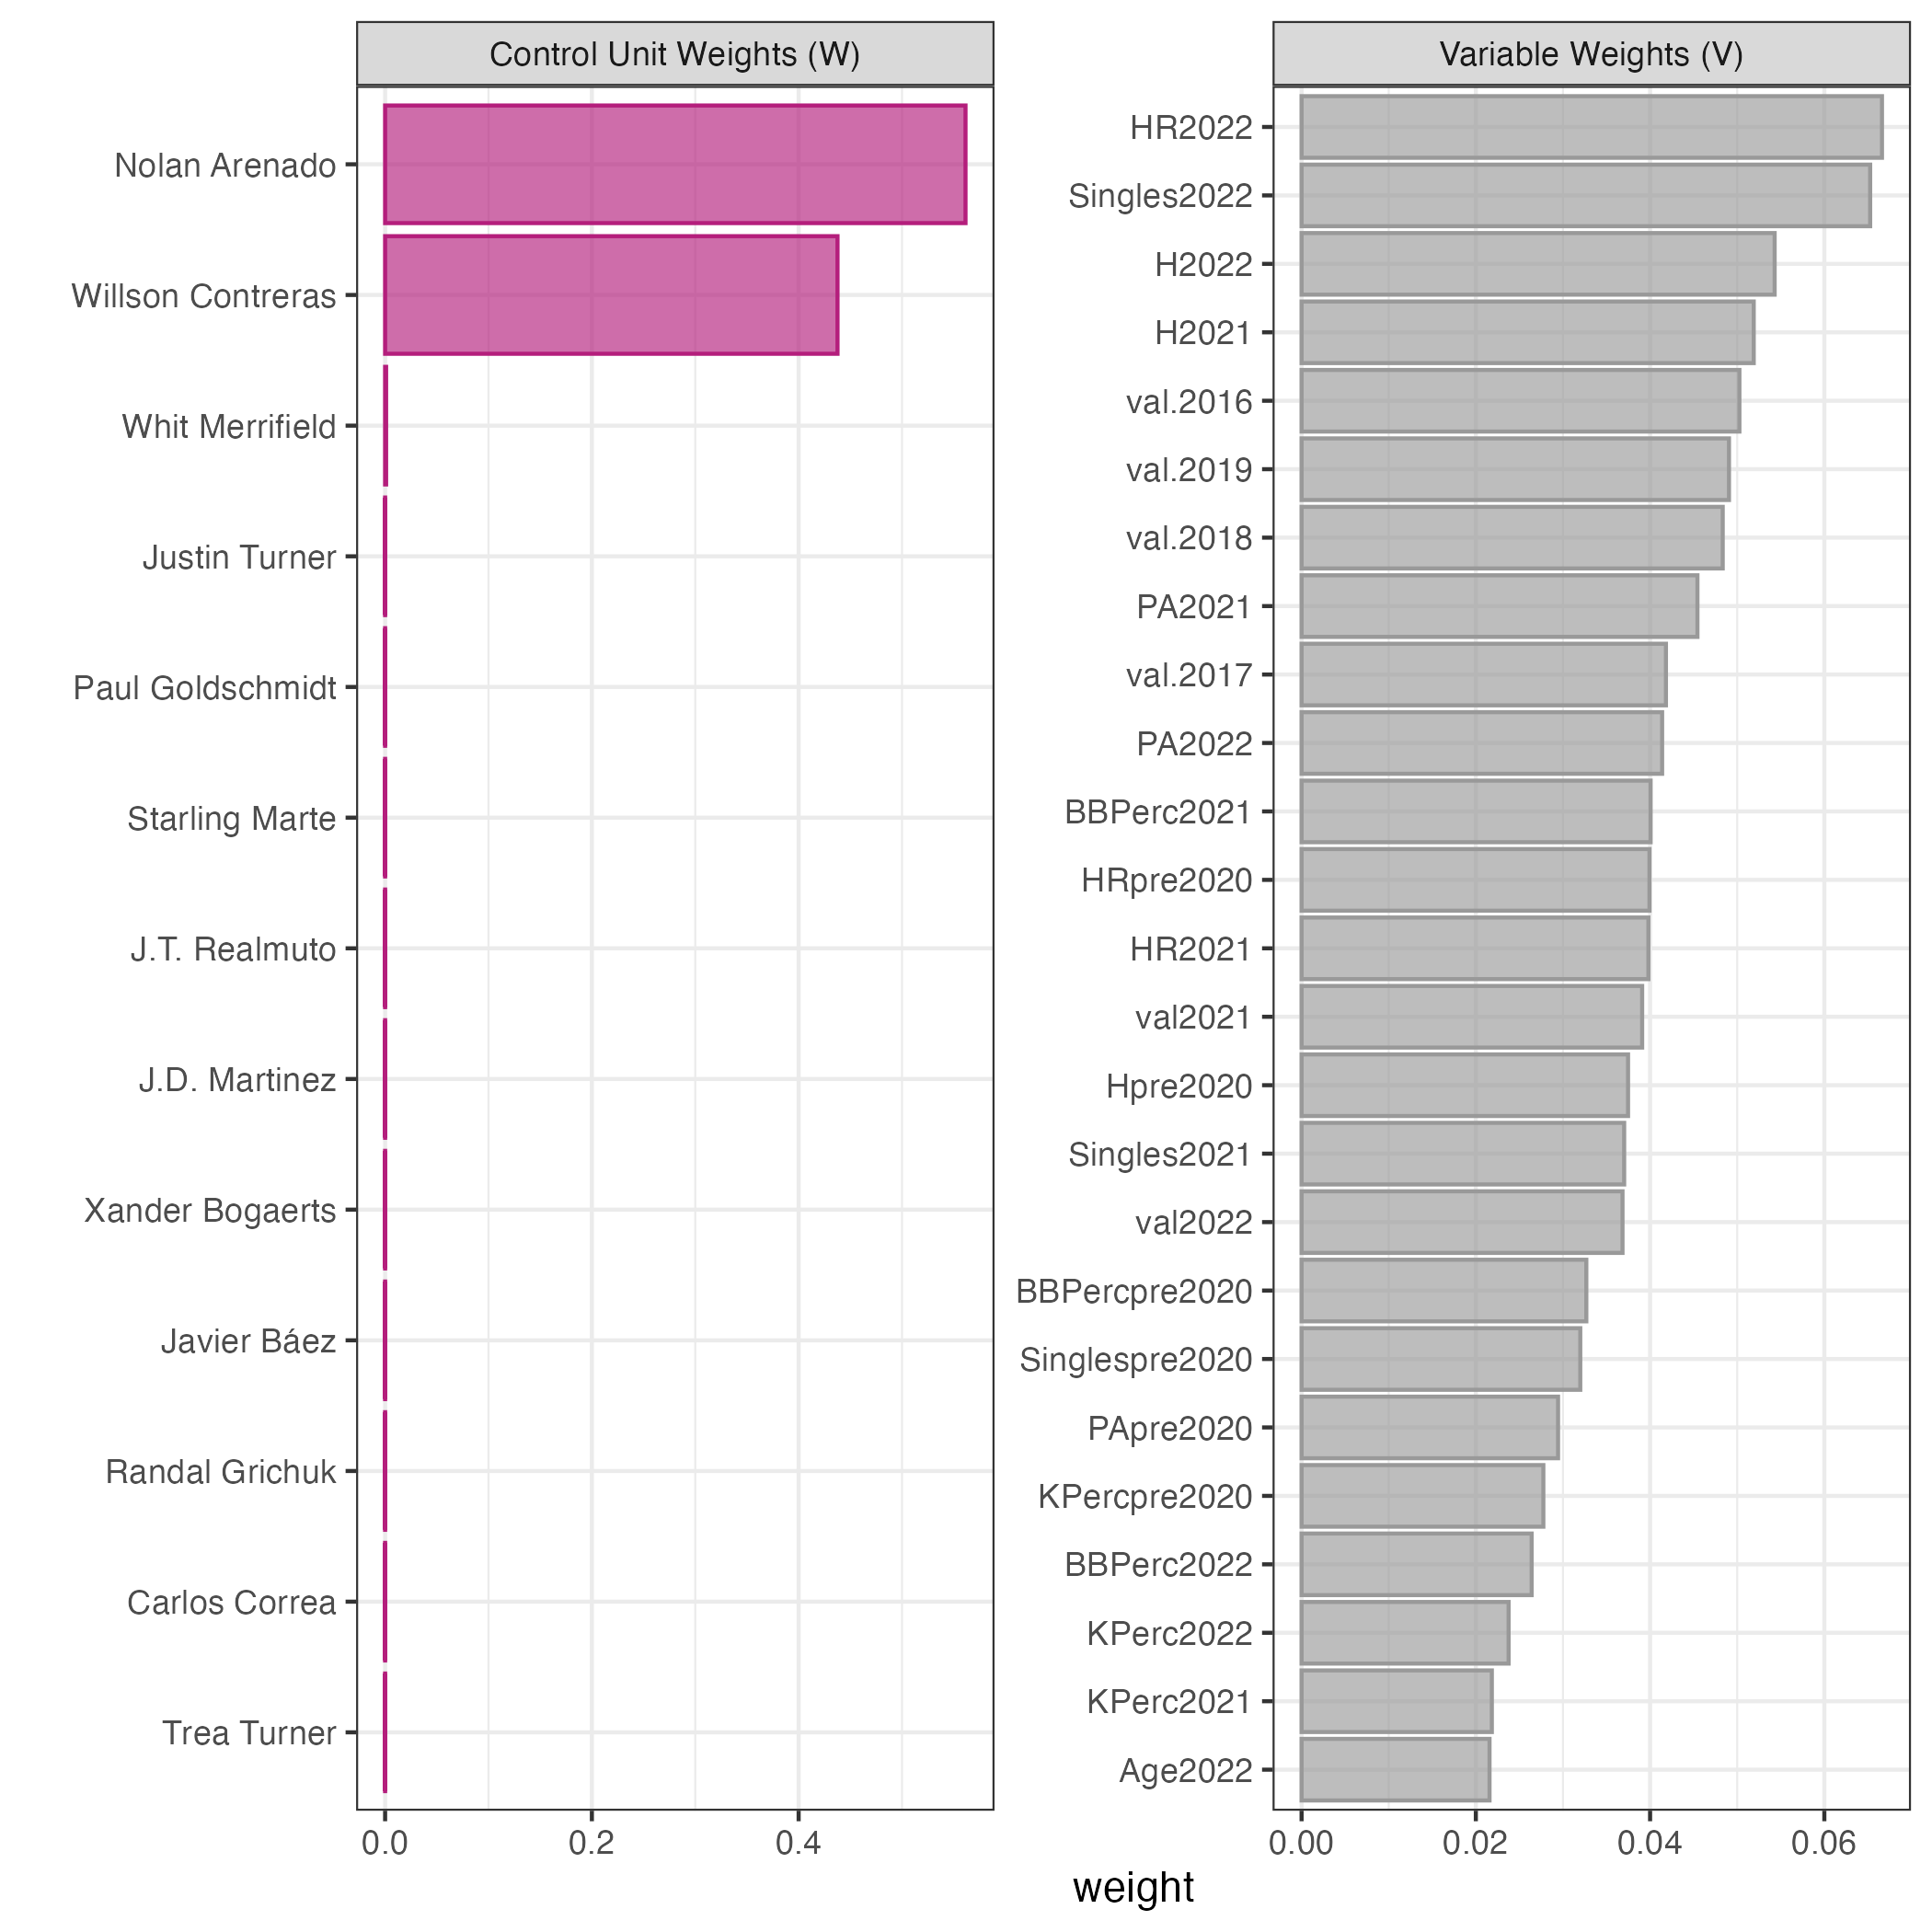 Control Unit Weights (W)
Nolan Arenado
Willson Contreras
Whit Merrifield
Justin Turner
Paul Goldschmidt
Starling Marte
J.T. Realmuto
J.D. Martinez
Xander Bogaerts
Javier Báez
Randal Grichuk
Carlos Correa
Trea Turner
0.0 0.2 0.4
Variable Weights (V)
HR2022
Singles2022
H2022
H2021
val.2016
val.2019
val.2018
PA2021
val.2017
PA2022
BBPerc2021
HRpre2020
HR2021
val2021
Hpre2020
Singles2021
val2022
BBPercpre2020
Singlespre2020
PApre2020
KPercpre2020
BBPerc2022
KPerc2022
KPerc2021
Age2022
0.00 0.02 0.04 0.06
weight